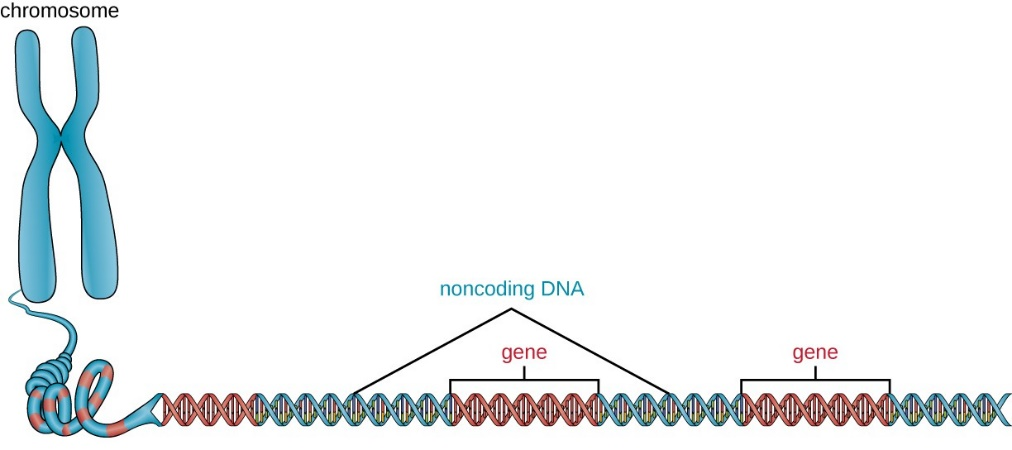 chromosome
noncoding DNA
gene
gene